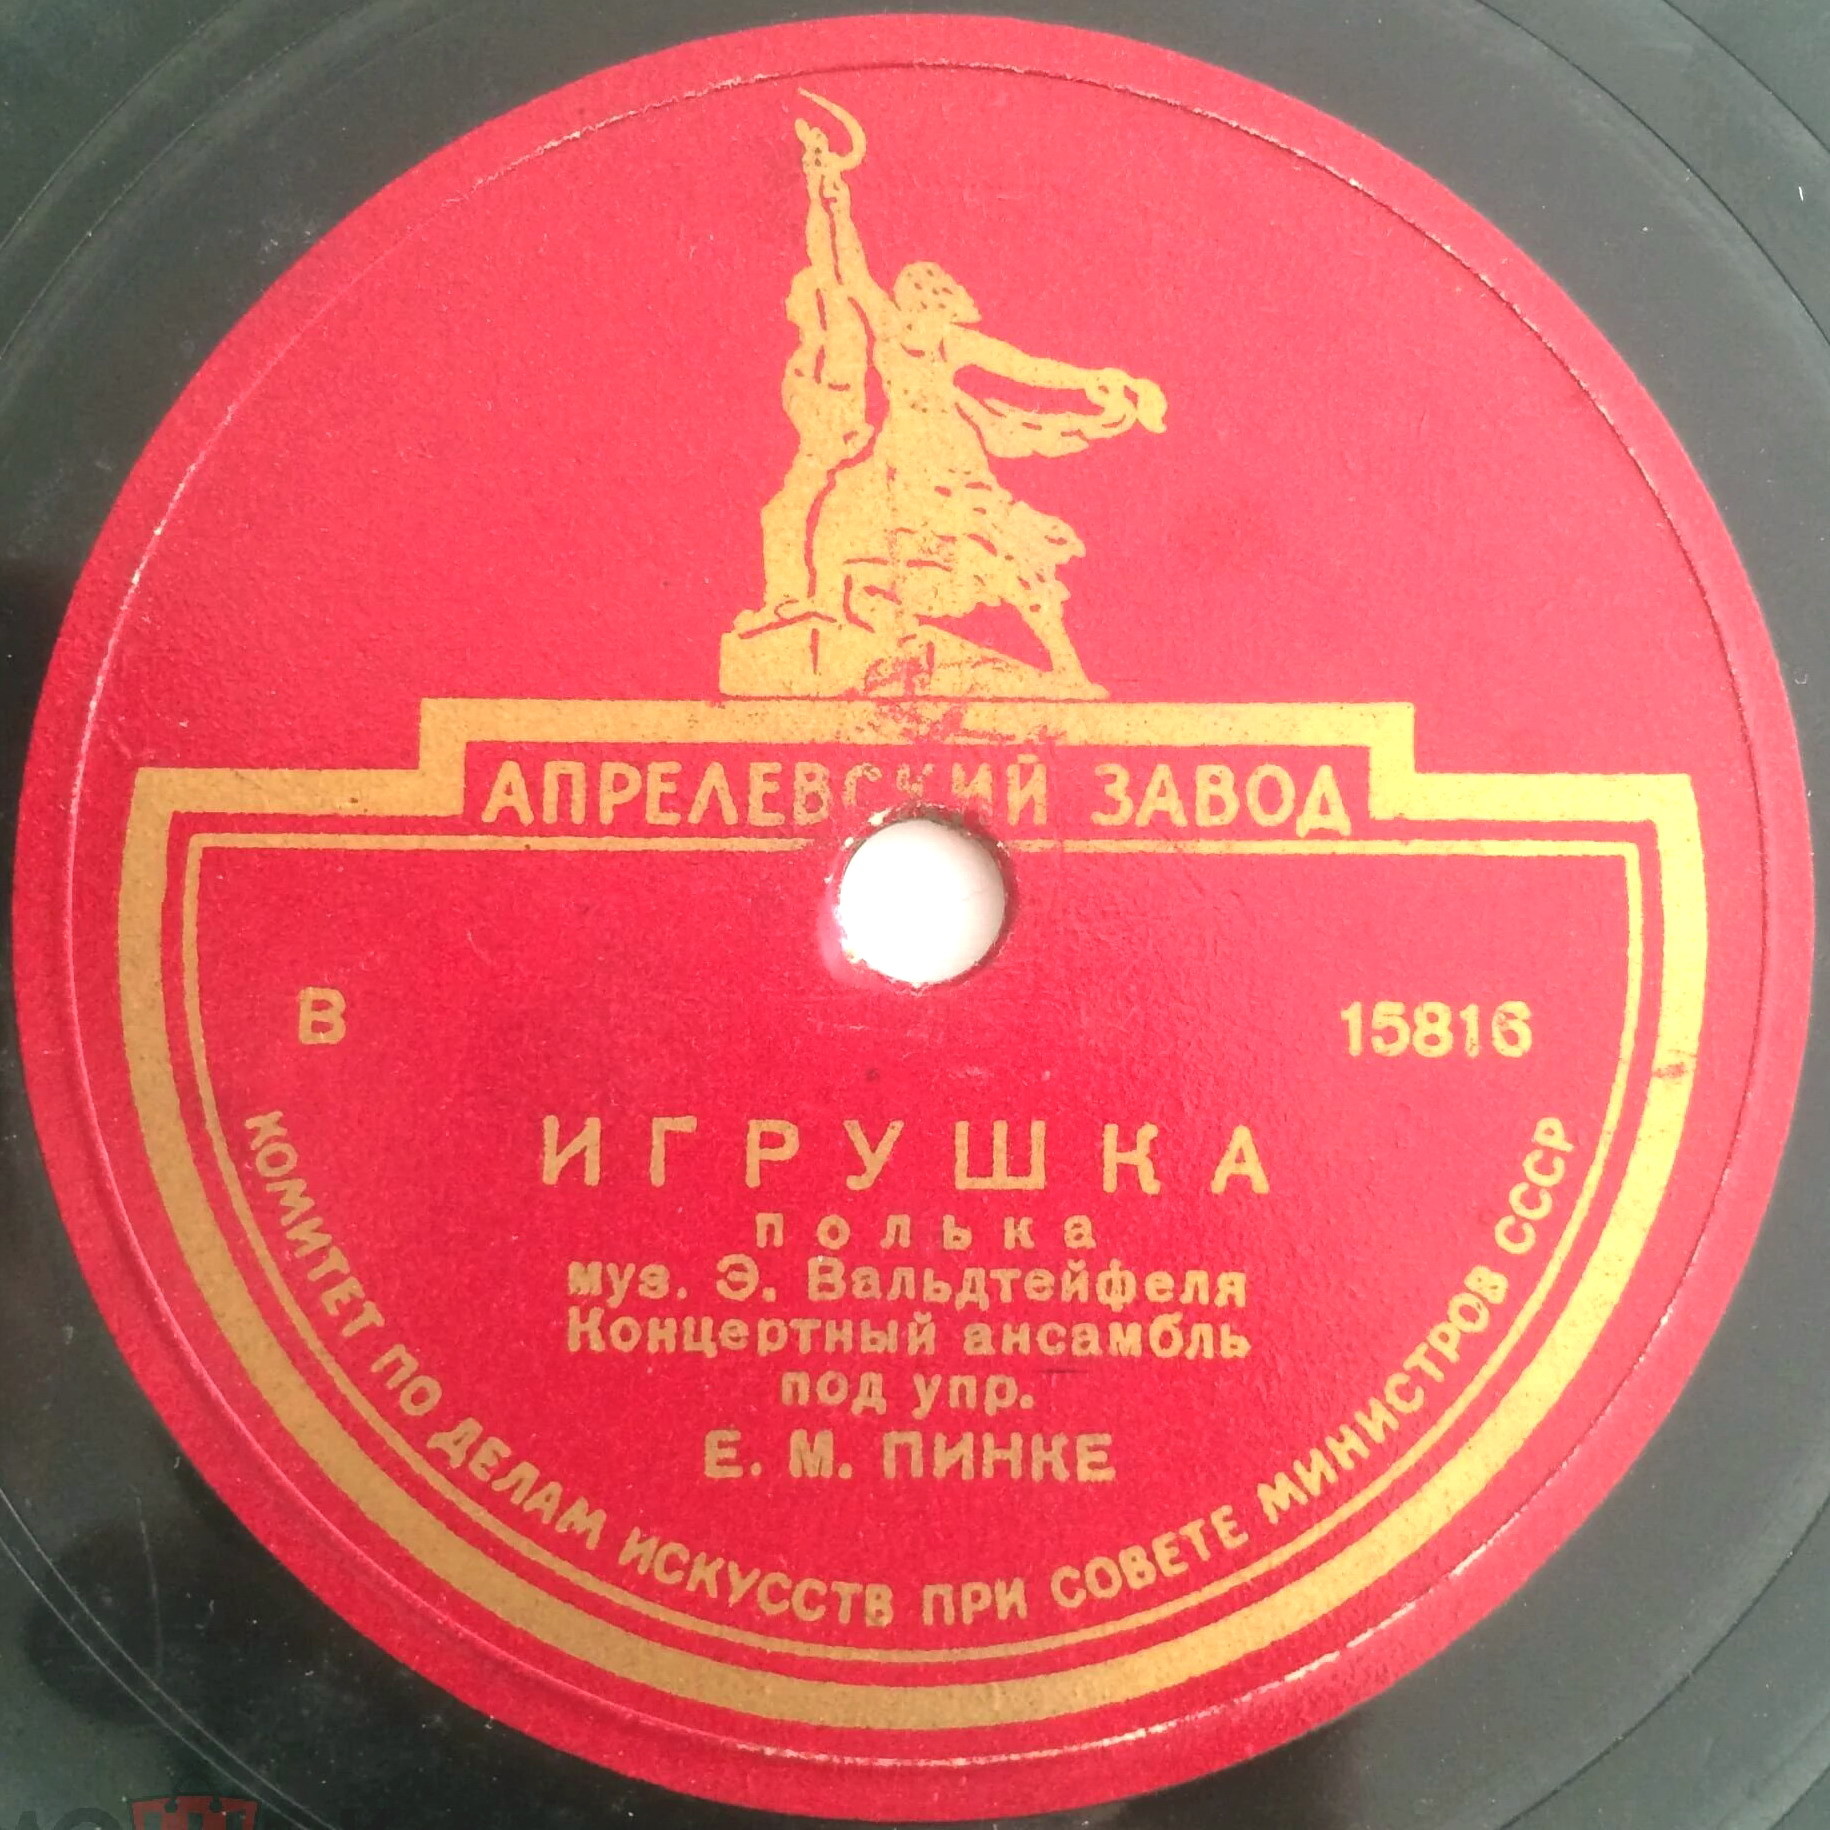 АПРЕЛЕВСКИЙ ЗАВОД
В 15816
ИГРУШКА
полька
муз. Э. Вальдтейфеля
Концертный ансамбль
под упр.
Е. М. ПИНКЕ
КОМИТЕТ ПО ДЕЛАМ ИСКУССТВ ПРИ СОВЕТЕ МИНИСТРОВ СССР